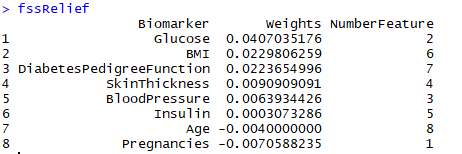 > fssRelief
Biomarker Weights NumberFeature
1 Glucose 0.0407035176 2
2 BMI 0.0229806259 6
3 DiabetesPedigreeFunction 0.0223654996 7
4 SkinThickness 0.0090909091 4
5 BloodPressure 0.0063934426 3
6 Insulin 0.0003073286 5
7 Age -0.0040000000 8
8 Pregnancies -0.0070588235 1